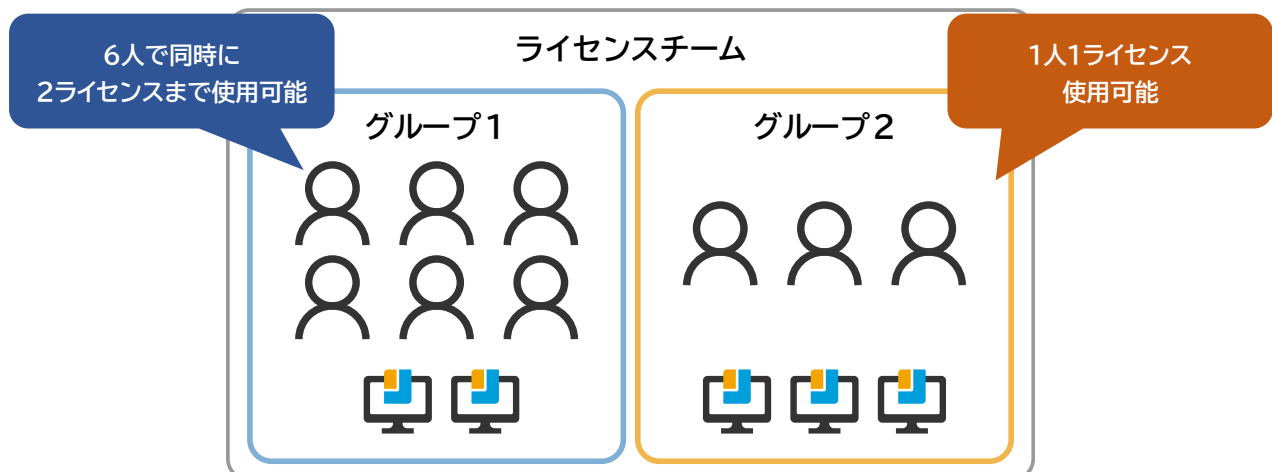 6人で同時に
2ライセンスまで使用可能
ライセンスチーム
1人1ライセンス
使用可能
グループ1
グループ2